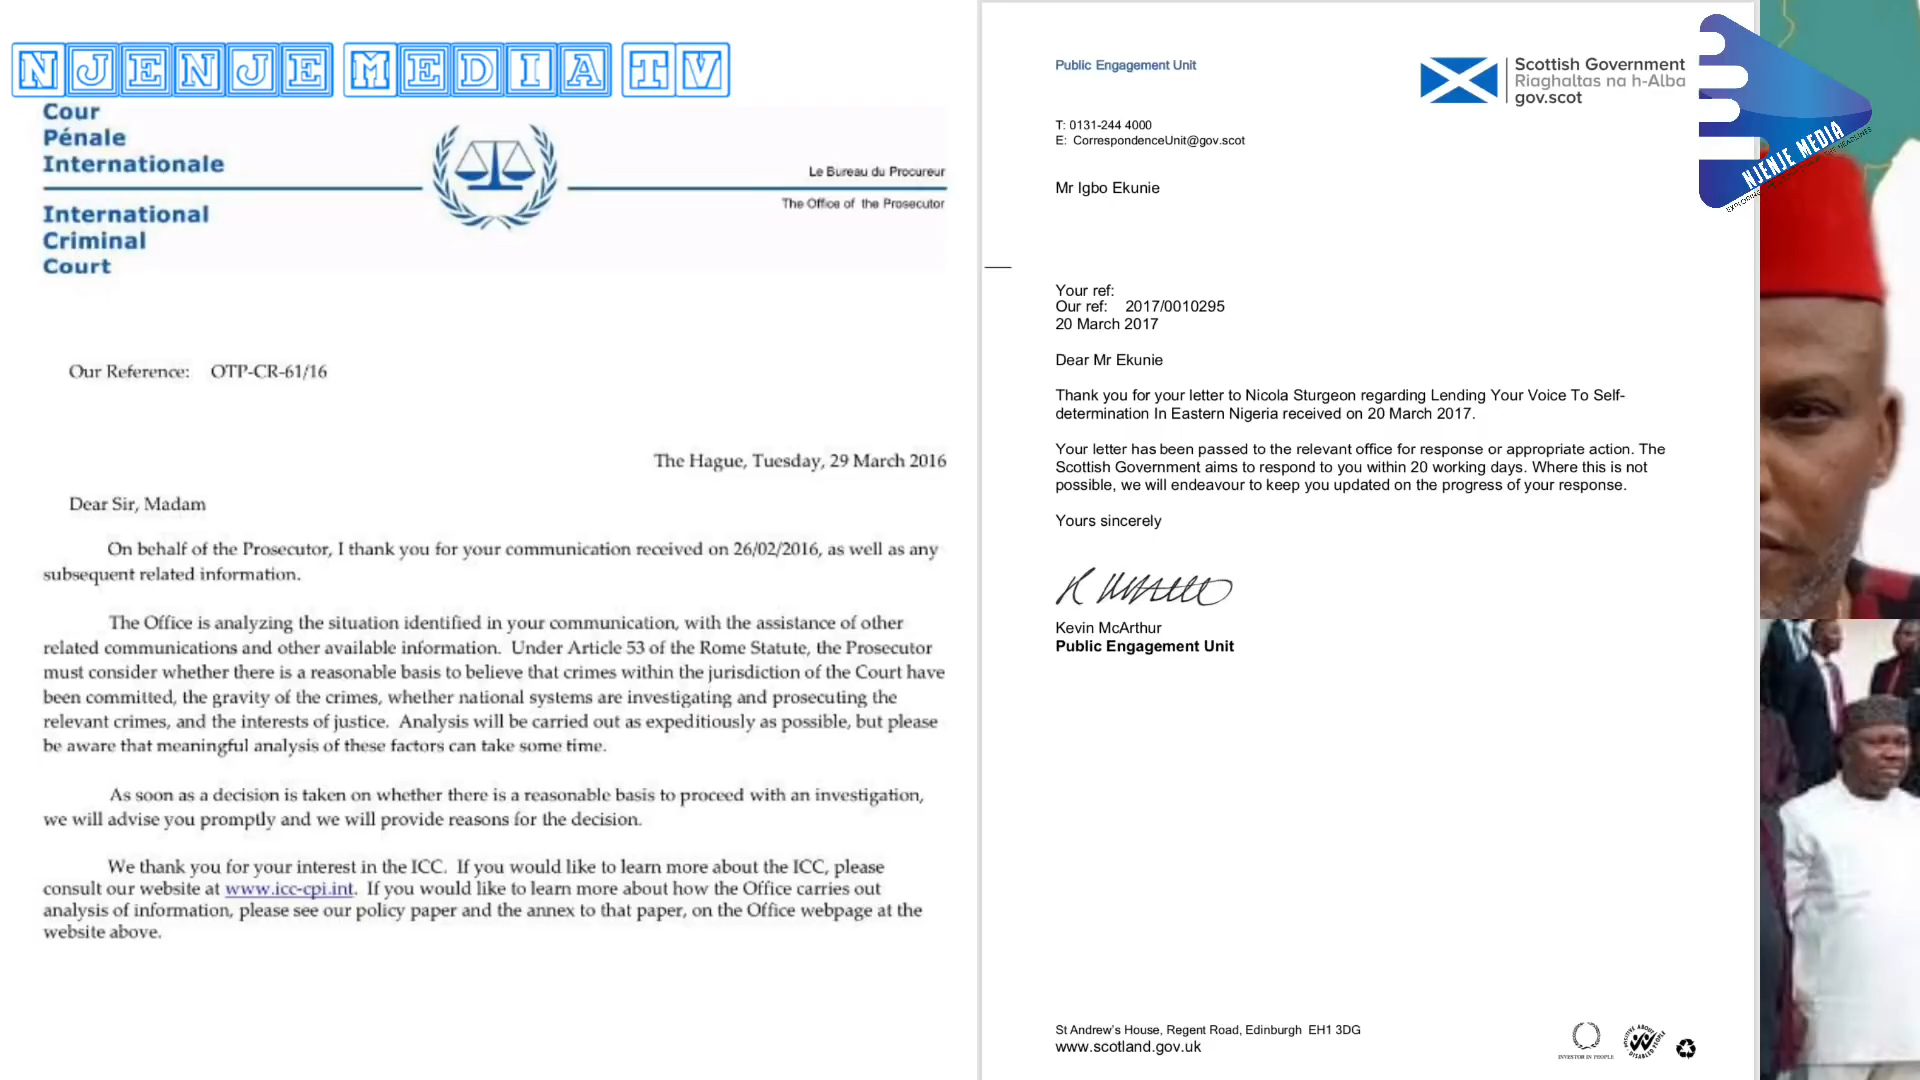 NJENJE MEDIA TV
Cour
Pénale
Internationale
International
Criminal
Court
Le Bureau du Procureur
The Office of the Prosecutor
Our Reference: OTP-CR-61/16
The Hague, Tuesday, 29 March 2016
Dear Sir, Madam
On behalf of the Prosecutor, I thank you for your communication received on 26/02/2016, as well as any
subsequent related information.
The Office is analyzing the situation identified in your communication, with the assistance of other
related communications and other available information. Under Article 53 of the Rome Statute, the Prosecutor
must consider whether there is a reasonable basis to believe that crimes within the jurisdiction of the Court have
been committed, the gravity of the crimes, whether national systems are investigating and prosecuting the
relevant crimes, and the interests of justice. Analysis will be carried out as expeditiously as possible, but please
be aware that meaningful analysis of these factors can take some time.
As soon as a decision is taken on whether there is a reasonable basis to proceed with an investigation,
we will advise you promptly and we will provide reasons for the decision.
We thank you for your interest in the ICC. If you would like to learn more about the ICC, please
consult our website at www.icc-cpi.int. If you would like to learn more about how the Office carries out
analysis of information, please see our policy paper and the annex to that paper, on the Office webpage at the
website above.
Public Engagement Unit
Scottish Government
Riaghaltas na h-Alba
gov.scot
T: 0131-244 4000
E: CorrespondenceUnit@gov.scot
Mr Igbo Ekunie
Your ref:
Our ref: 2017/0010295
20 March 2017
Dear Mr Ekunie
Thank you for your letter to Nicola Sturgeon regarding Lending Your Voice To Self-
determination In Eastern Nigeria received on 20 March 2017.
Your letter has been passed to the relevant office for response or appropriate action. The
Scottish Government aims to respond to you within 20 working days. Where this is not
possible, we will endeavour to keep you updated on the progress of your response.
Yours sincerely
Kevin McArthur
Public Engagement Unit
St Andrew's House, Regent Road, Edinburgh EH1 3DG
www.scotland.gov.uk
INVESTOR IN PEOPLE
POSITIVE ABOUT DISABLED PEOPLE
NJENJE MEDIA